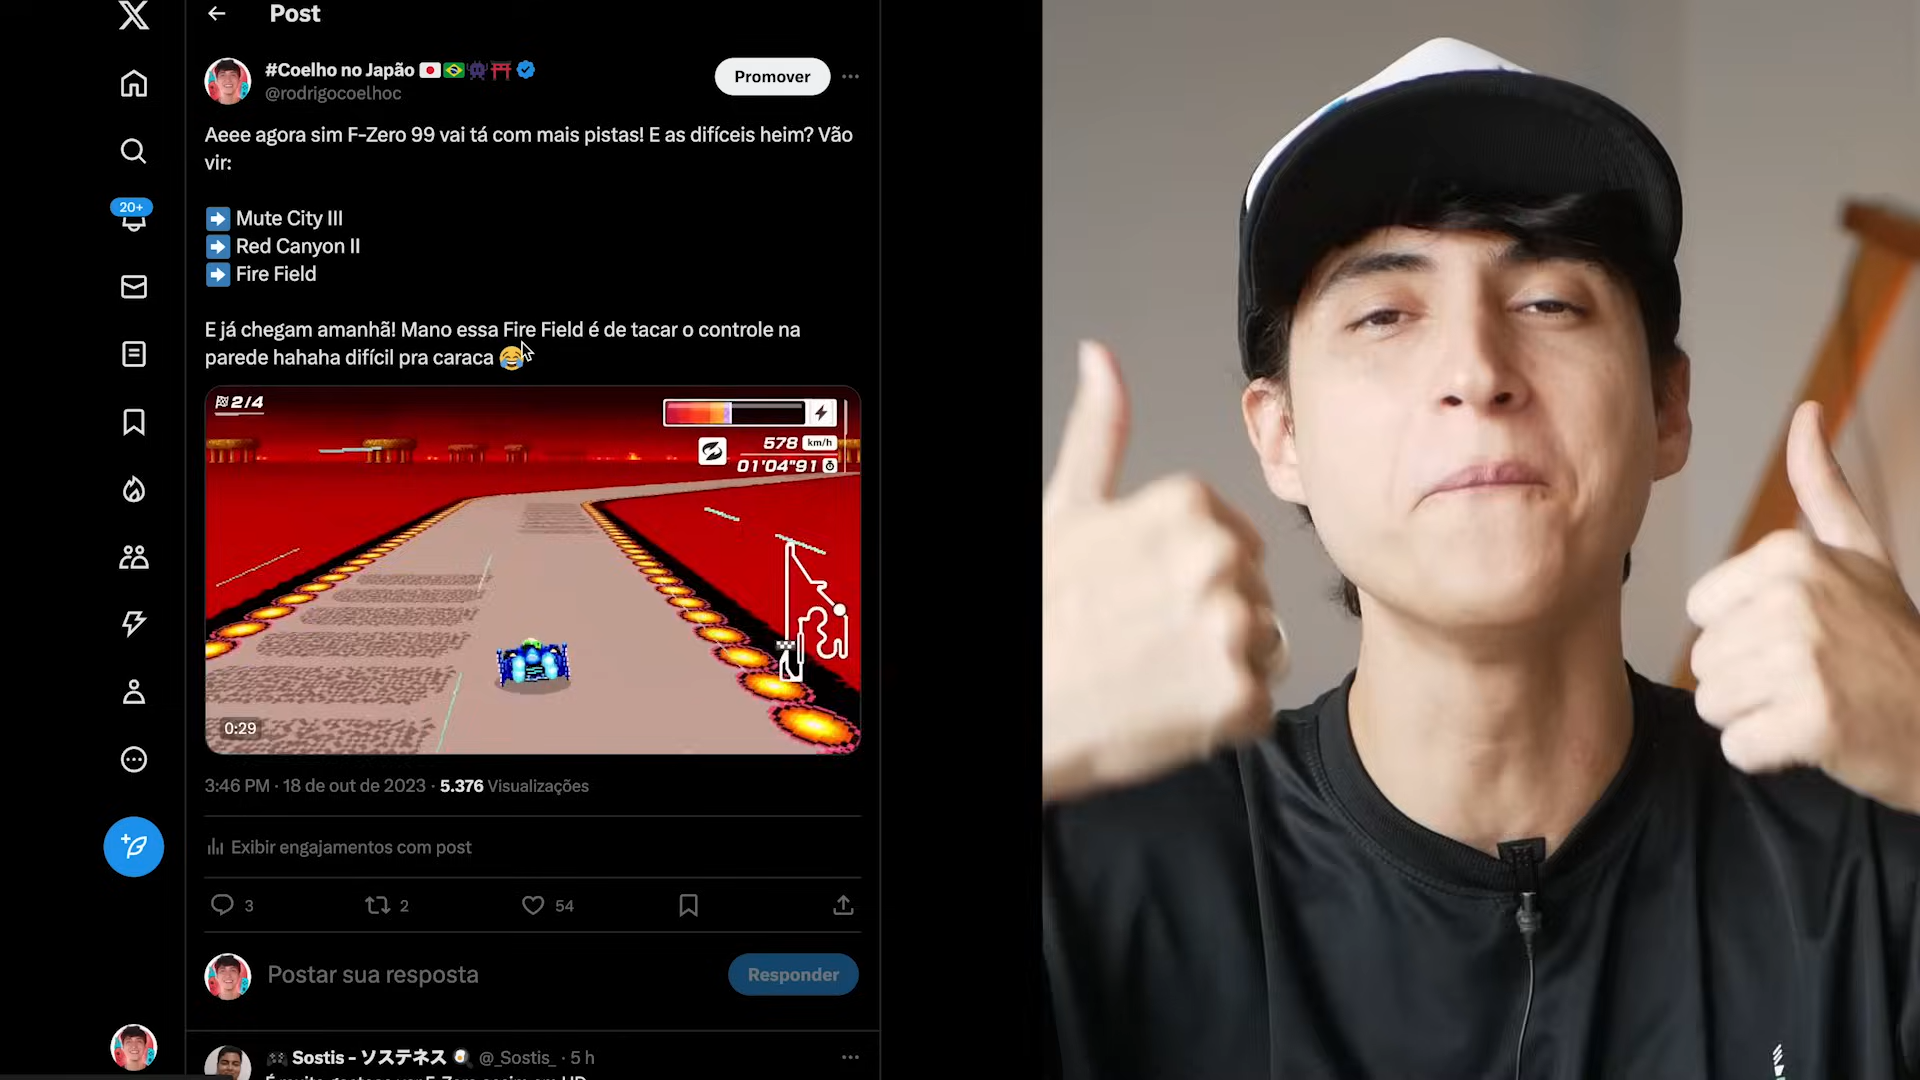 Post
#Coelho no Japão 🇯🇵🇧🇷👾⛩️
@rodrigocoelhoc
Promover
Aeee agora sim F-Zero 99 vai tá com mais pistas! E as difíceis heim? Vão
vir:
➡️ Mute City III
➡️ Red Canyon II
➡️ Fire Field
E já chegam amanhã! Mano essa Fire Field é de tacar o controle na
parede hahaha difícil pra caraca 😂
2/4
578 km/h
01'04"91
0:29
3:46 PM · 18 de out de 2023 · 5.376 Visualizações
Exibir engajamentos com post
3 2 54
Postar sua resposta
Responder
🎮 Sostis - ソステネス 🍳 @_Sostis_ · 5 h
20+